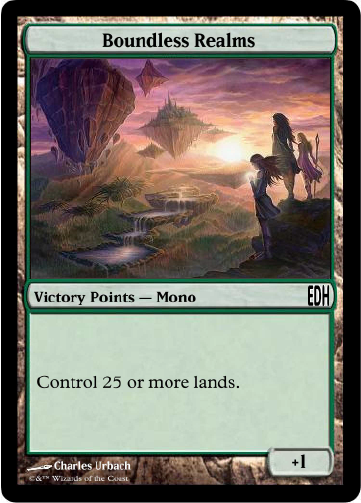 Boundless Realms
Victory Points — Mono EDH
Control 25 or more lands.
+1
Charles Urbach
©&™ Wizards of the Coast